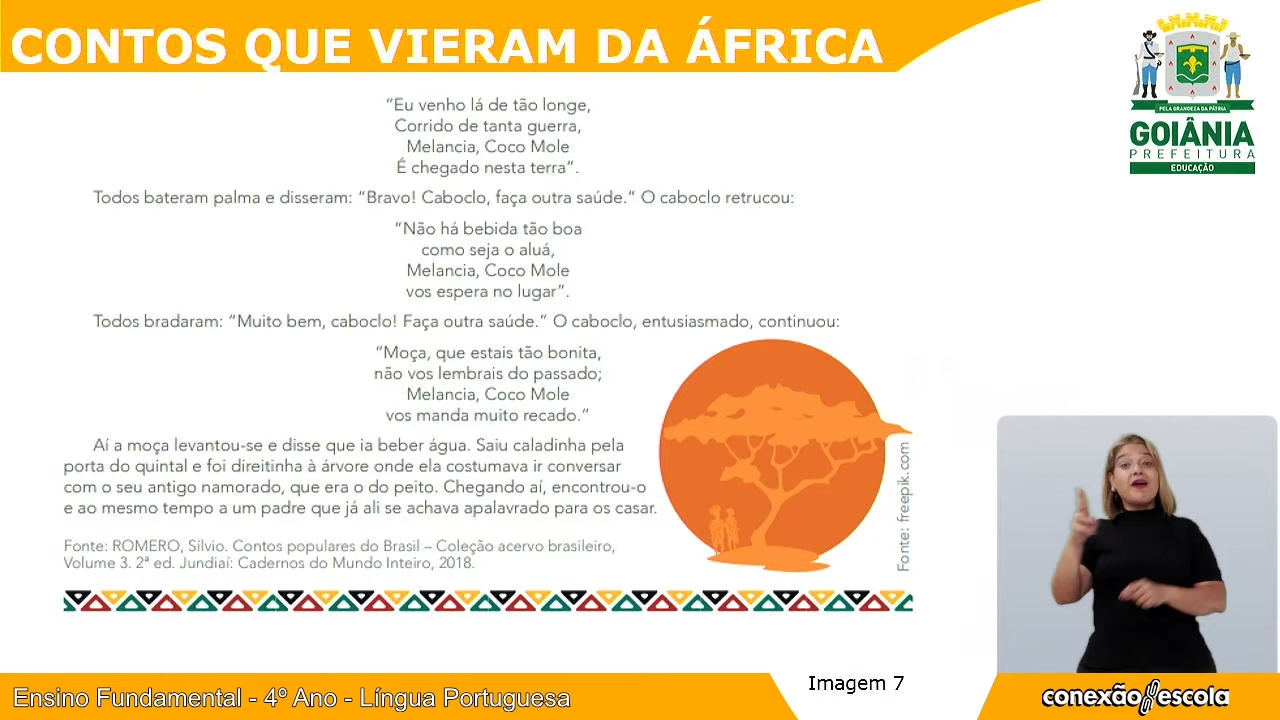 CONTOS QUE VIERAM DA ÁFRICA
PELA GRANDEZA DA PÁTRIA
GOIÂNIA
PREFEITURA
EDUCAÇÃO
“Eu venho lá de tão longe,
Corrido de tanta guerra,
Melancia, Coco Mole
É chegado nesta terra”.
Todos bateram palma e disseram: “Bravo! Caboclo, faça outra saúde.” O caboclo retrucou:
“Não há bebida tão boa
como seja o aluá,
Melancia, Coco Mole
vos espera no lugar”.
Todos bradaram: “Muito bem, caboclo! Faça outra saúde.” O caboclo, entusiasmado, continuou:
“Moça, que estais tão bonita,
não vos lembrais do passado;
Melancia, Coco Mole
vos manda muito recado.”
Aí a moça levantou-se e disse que ia beber água. Saiu caladinha pela
porta do quintal e foi direitinha à árvore onde ela costumava ir conversar
com o seu antigo namorado, que era o do peito. Chegando aí, encontrou-o
e ao mesmo tempo a um padre que já ali se achava apalavrado para os casar.
Fonte: freepik.com
Fonte: ROMERO, Sílvio. Contos populares do Brasil – Coleção acervo brasileiro,
Volume 3. 2ª ed. Jundiaí: Cadernos do Mundo Inteiro, 2018.
Ensino Fundamental - 4º Ano - Língua Portuguesa
Imagem 7
conexão escola